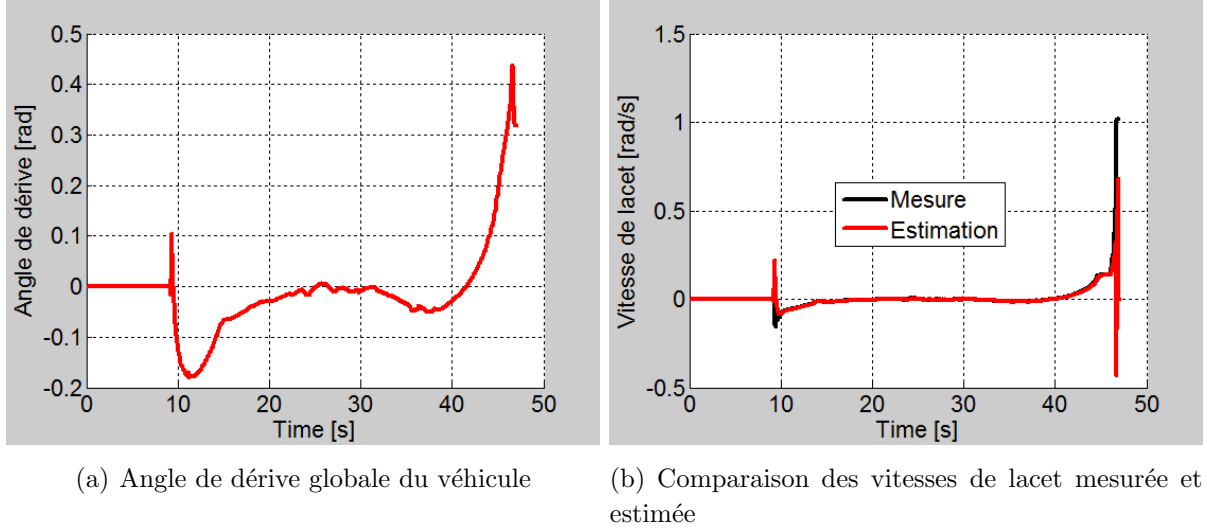 0.5
0.4
0.3
0.2
0.1
0
-0.1
-0.2
0 10 20 30 40 50
Angle de dérive [rad]
Time [s]
1.5
1
0.5
0
-0.5
0 10 20 30 40 50
Vitesse de lacet [rad/s]
Time [s]
Mesure
Estimation
(a) Angle de dérive globale du véhicule
(b) Comparaison des vitesses de lacet mesurée et
estimée